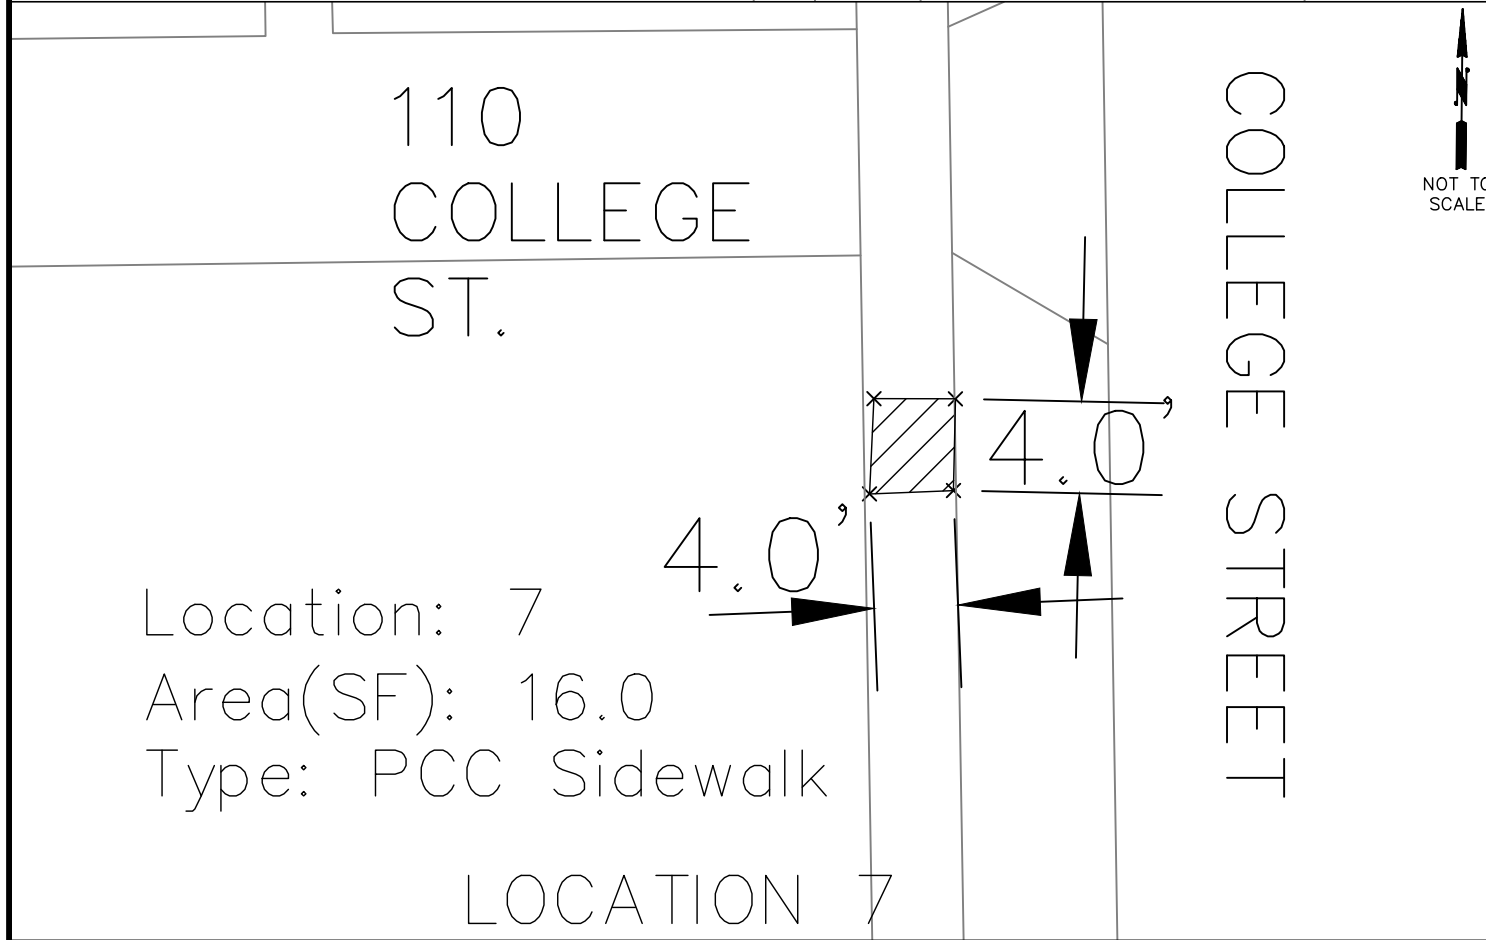 110
COLLEGE
ST.
COLLEGE STREET
N
NOT TO
SCALE
4.0'
4.0'
Location: 7
Area(SF): 16.0
Type: PCC Sidewalk
LOCATION 7